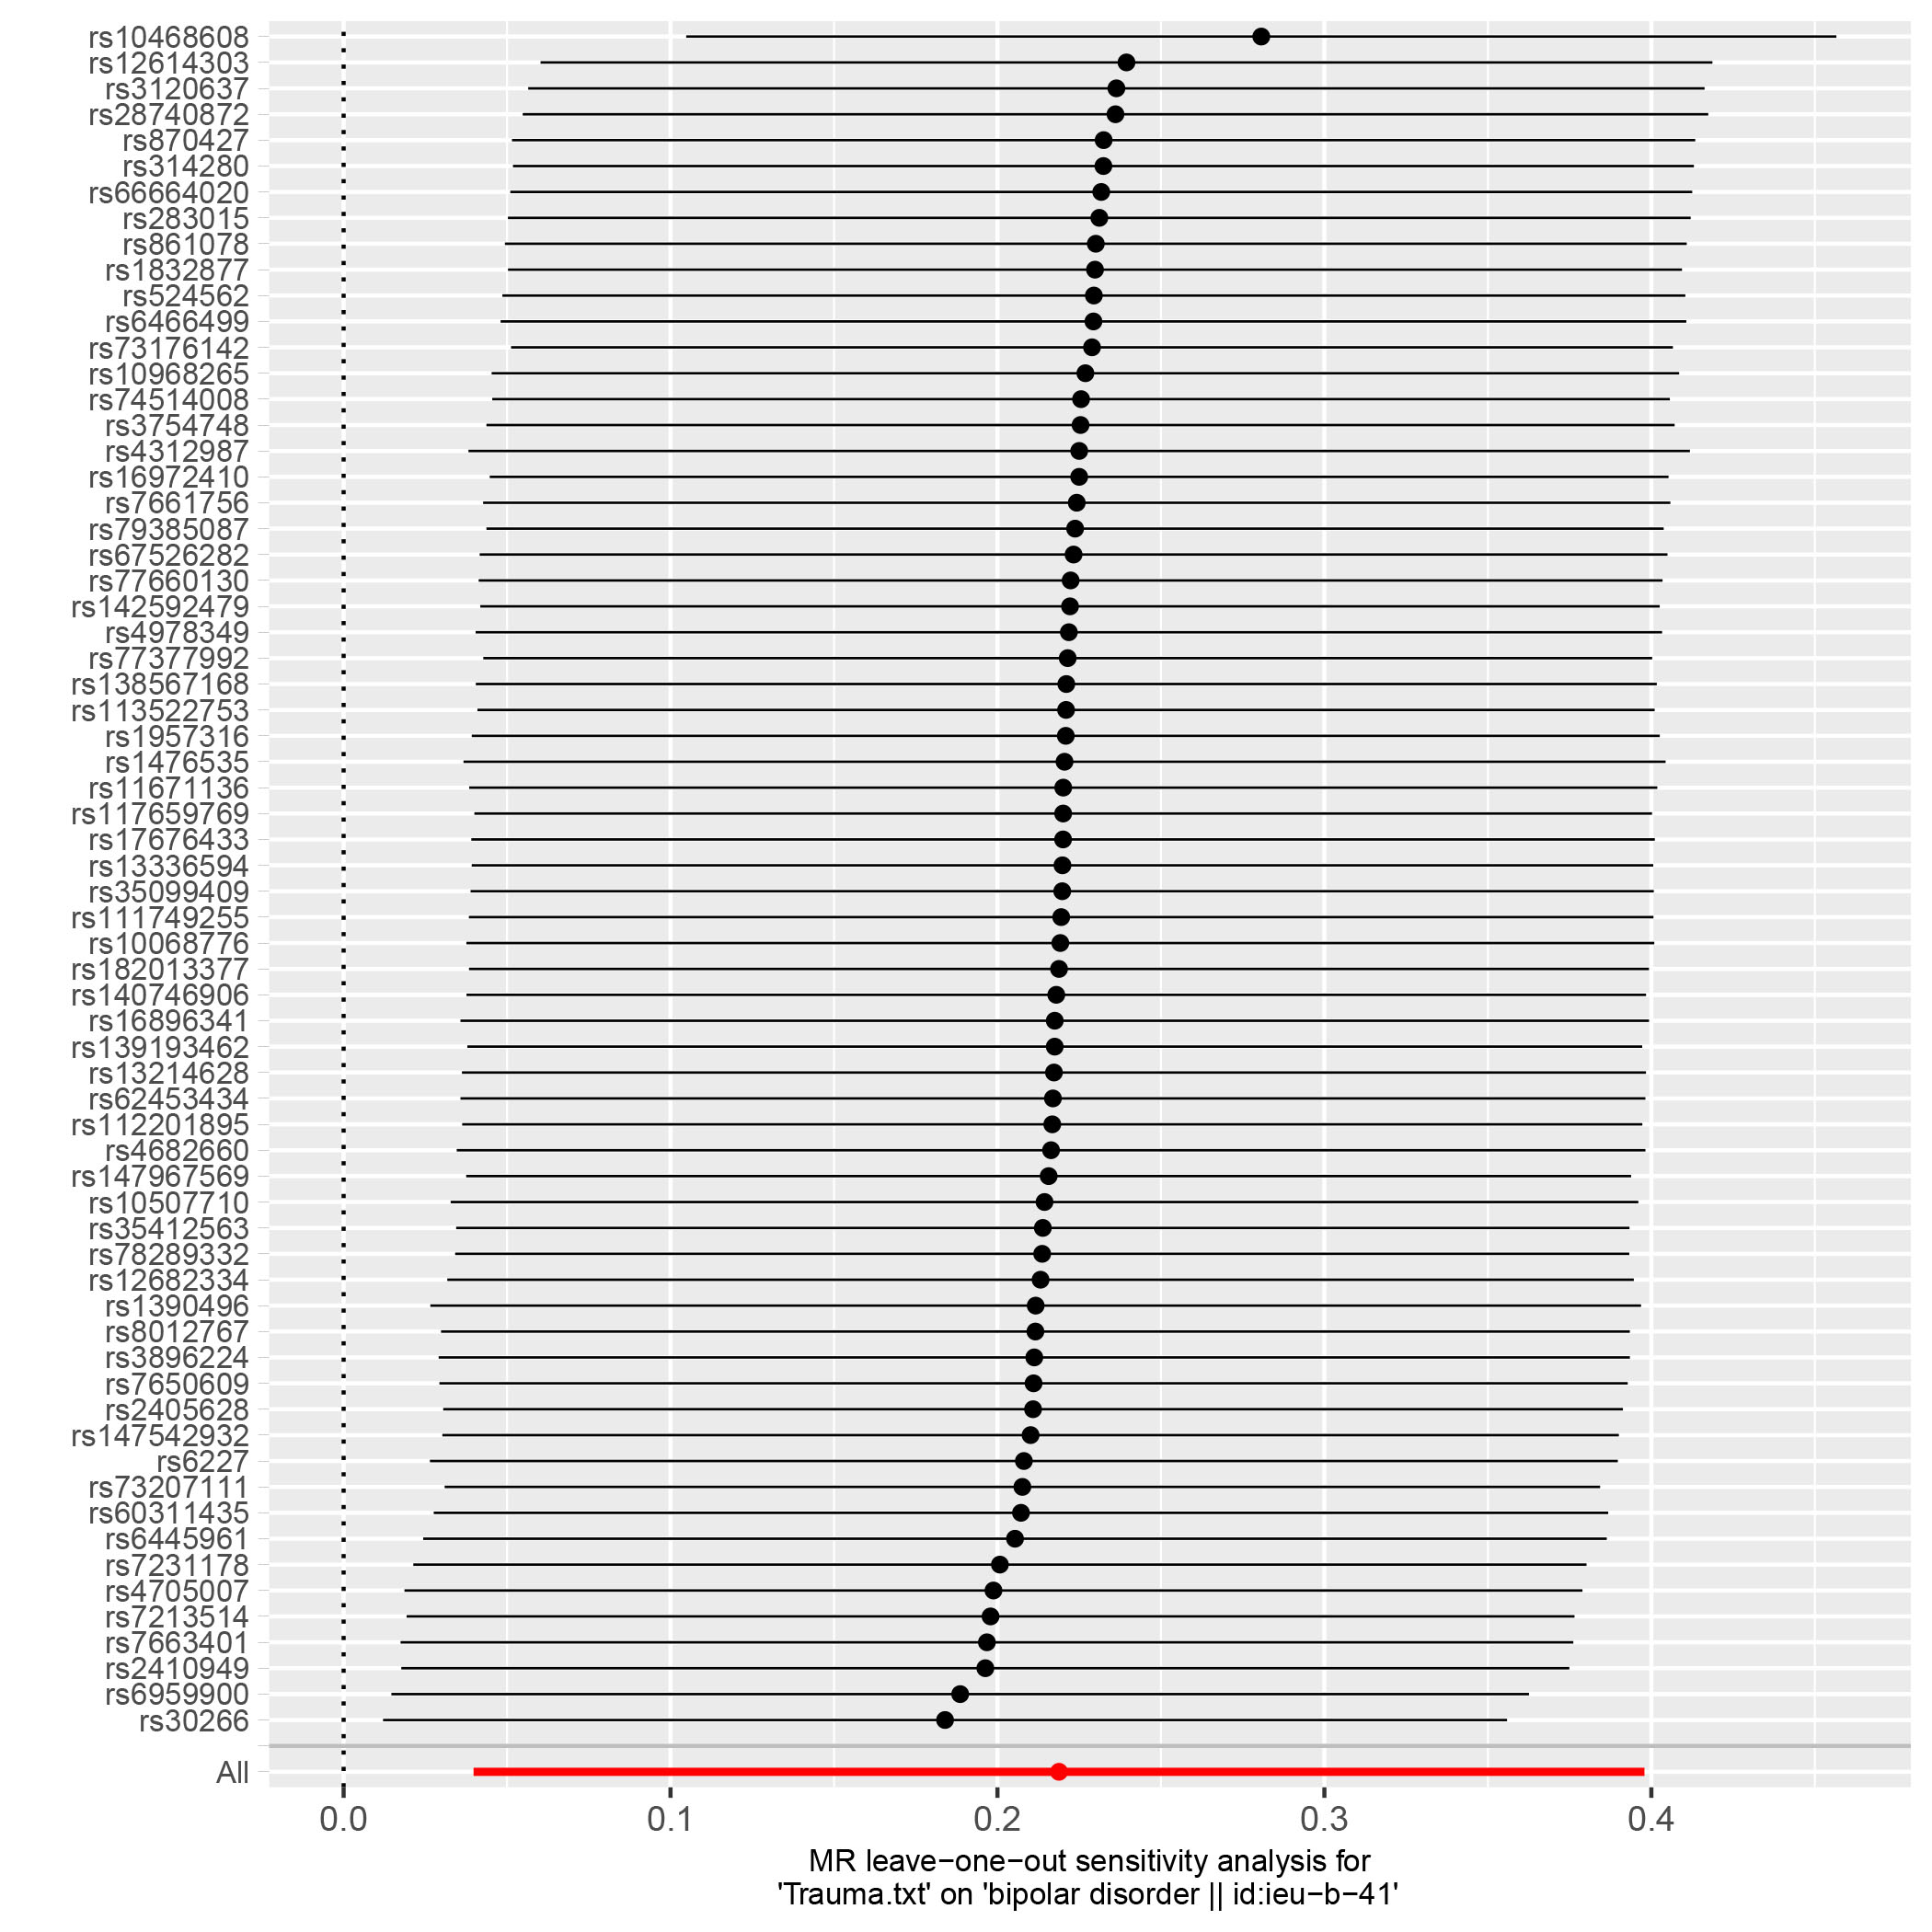 rs10468608
rs12614303
rs3120637
rs28740872
rs870427
rs314280
rs66664020
rs283015
rs861078
rs1832877
rs524562
rs6466499
rs73176142
rs10968265
rs74514008
rs3754748
rs4312987
rs16972410
rs7661756
rs79385087
rs67526282
rs77660130
rs142592479
rs4978349
rs77377992
rs138567168
rs113522753
rs1957316
rs1476535
rs11671136
rs117659769
rs17676433
rs13336594
rs35099409
rs111749255
rs10068776
rs182013377
rs140746906
rs16896341
rs139193462
rs13214628
rs62453434
rs112201895
rs4682660
rs147967569
rs10507710
rs35412563
rs78289332
rs12682334
rs1390496
rs8012767
rs3896224
rs7650609
rs2405628
rs147542932
rs6227
rs73207111
rs60311435
rs6445961
rs7231178
rs4705007
rs7213514
rs7663401
rs2410949
rs6959900
rs30266
All
0.0 0.1 0.2 0.3 0.4
MR leave−one−out sensitivity analysis for
'Trauma.txt' on 'bipolar disorder || id:ieu−b−41'